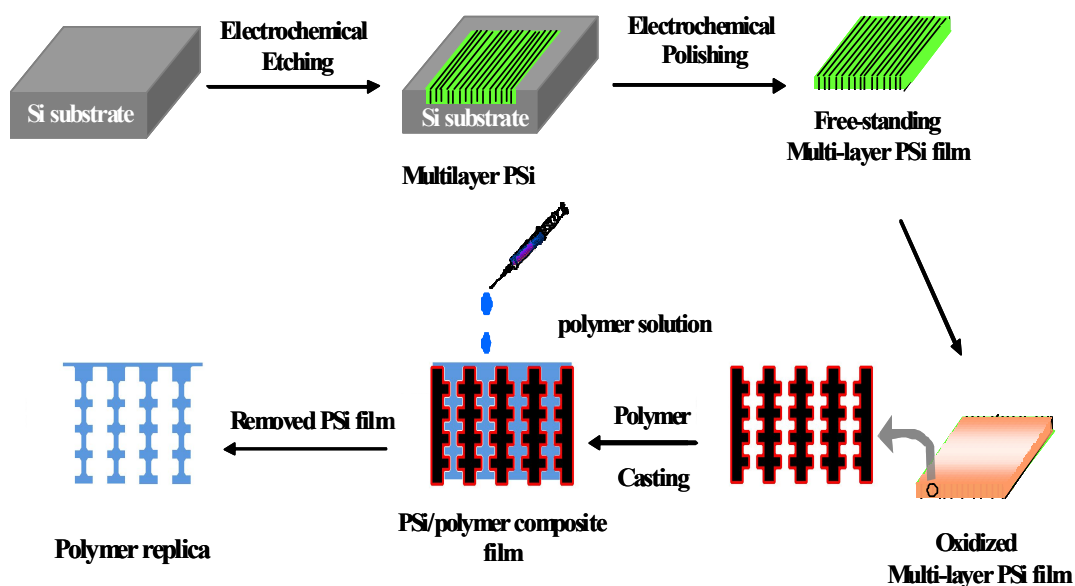 Electrochemical
Etching
Electrochemical
Polishing
Si substrate
Si substrate
Multilayer PSi
Free-standing
Multi-layer PSi film
polymer solution
Removed PSi film
Polymer
Casting
Polymer replica
PSi/polymer composite
film
Oxidized
Multi-layer PSi film